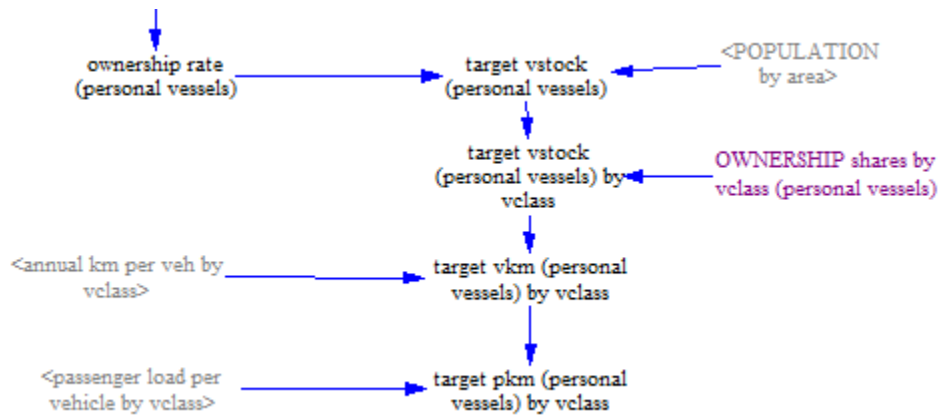 ownership rate
(personal vessels)
target vstock
(personal vessels)
<POPULATION
by area>
target vstock
(personal vessels) by
vclass
OWNERSHIP shares by
vclass (personal vessels)
<annual km per veh by
vclass>
target vkm (personal
vessels) by vclass
<passenger load per
vehicle by vclass>
target pkm (personal
vessels) by vclass